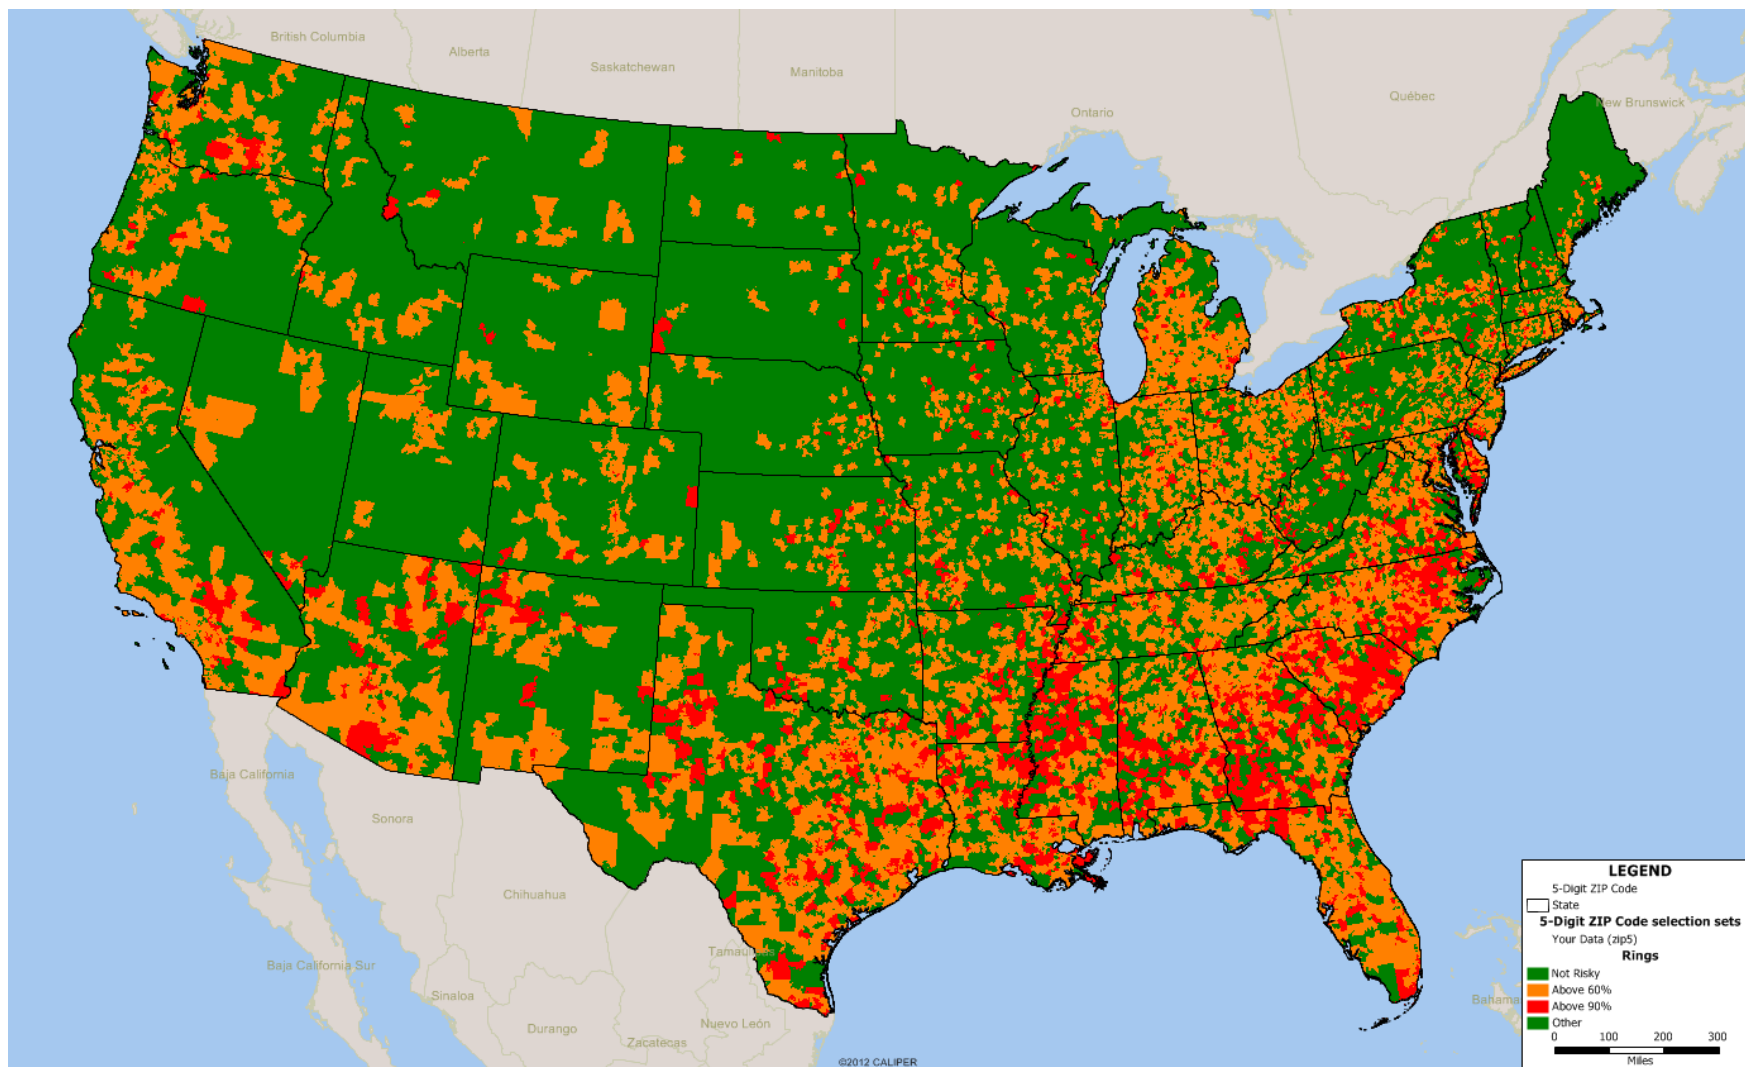 British Columbia
Alberta
Saskatchewan
Manitoba
Ontario
Québec
New Brunswick
Baja California
Sonora
Chihuahua
Baja California Sur
Sinaloa
Durango
Tamaulipas
Nuevo León
Zacatecas
Bahama
©2012 CALIPER
LEGEND
5-Digit ZIP Code
State
5-Digit ZIP Code selection sets
Your Data (zip5)
Rings
Not Risky
Above 60%
Above 90%
Other
0 100 200 300
Miles